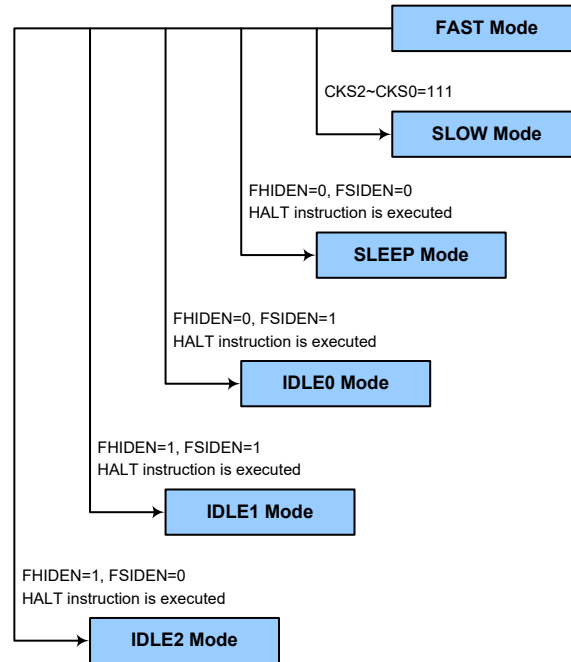 FAST Mode
CKS2~CKS0=111
SLOW Mode
FHIDEN=0, FSIDEN=0
HALT instruction is executed
SLEEP Mode
FHIDEN=0, FSIDEN=1
HALT instruction is executed
IDLE0 Mode
FHIDEN=1, FSIDEN=1
HALT instruction is executed
IDLE1 Mode
FHIDEN=1, FSIDEN=0
HALT instruction is executed
IDLE2 Mode